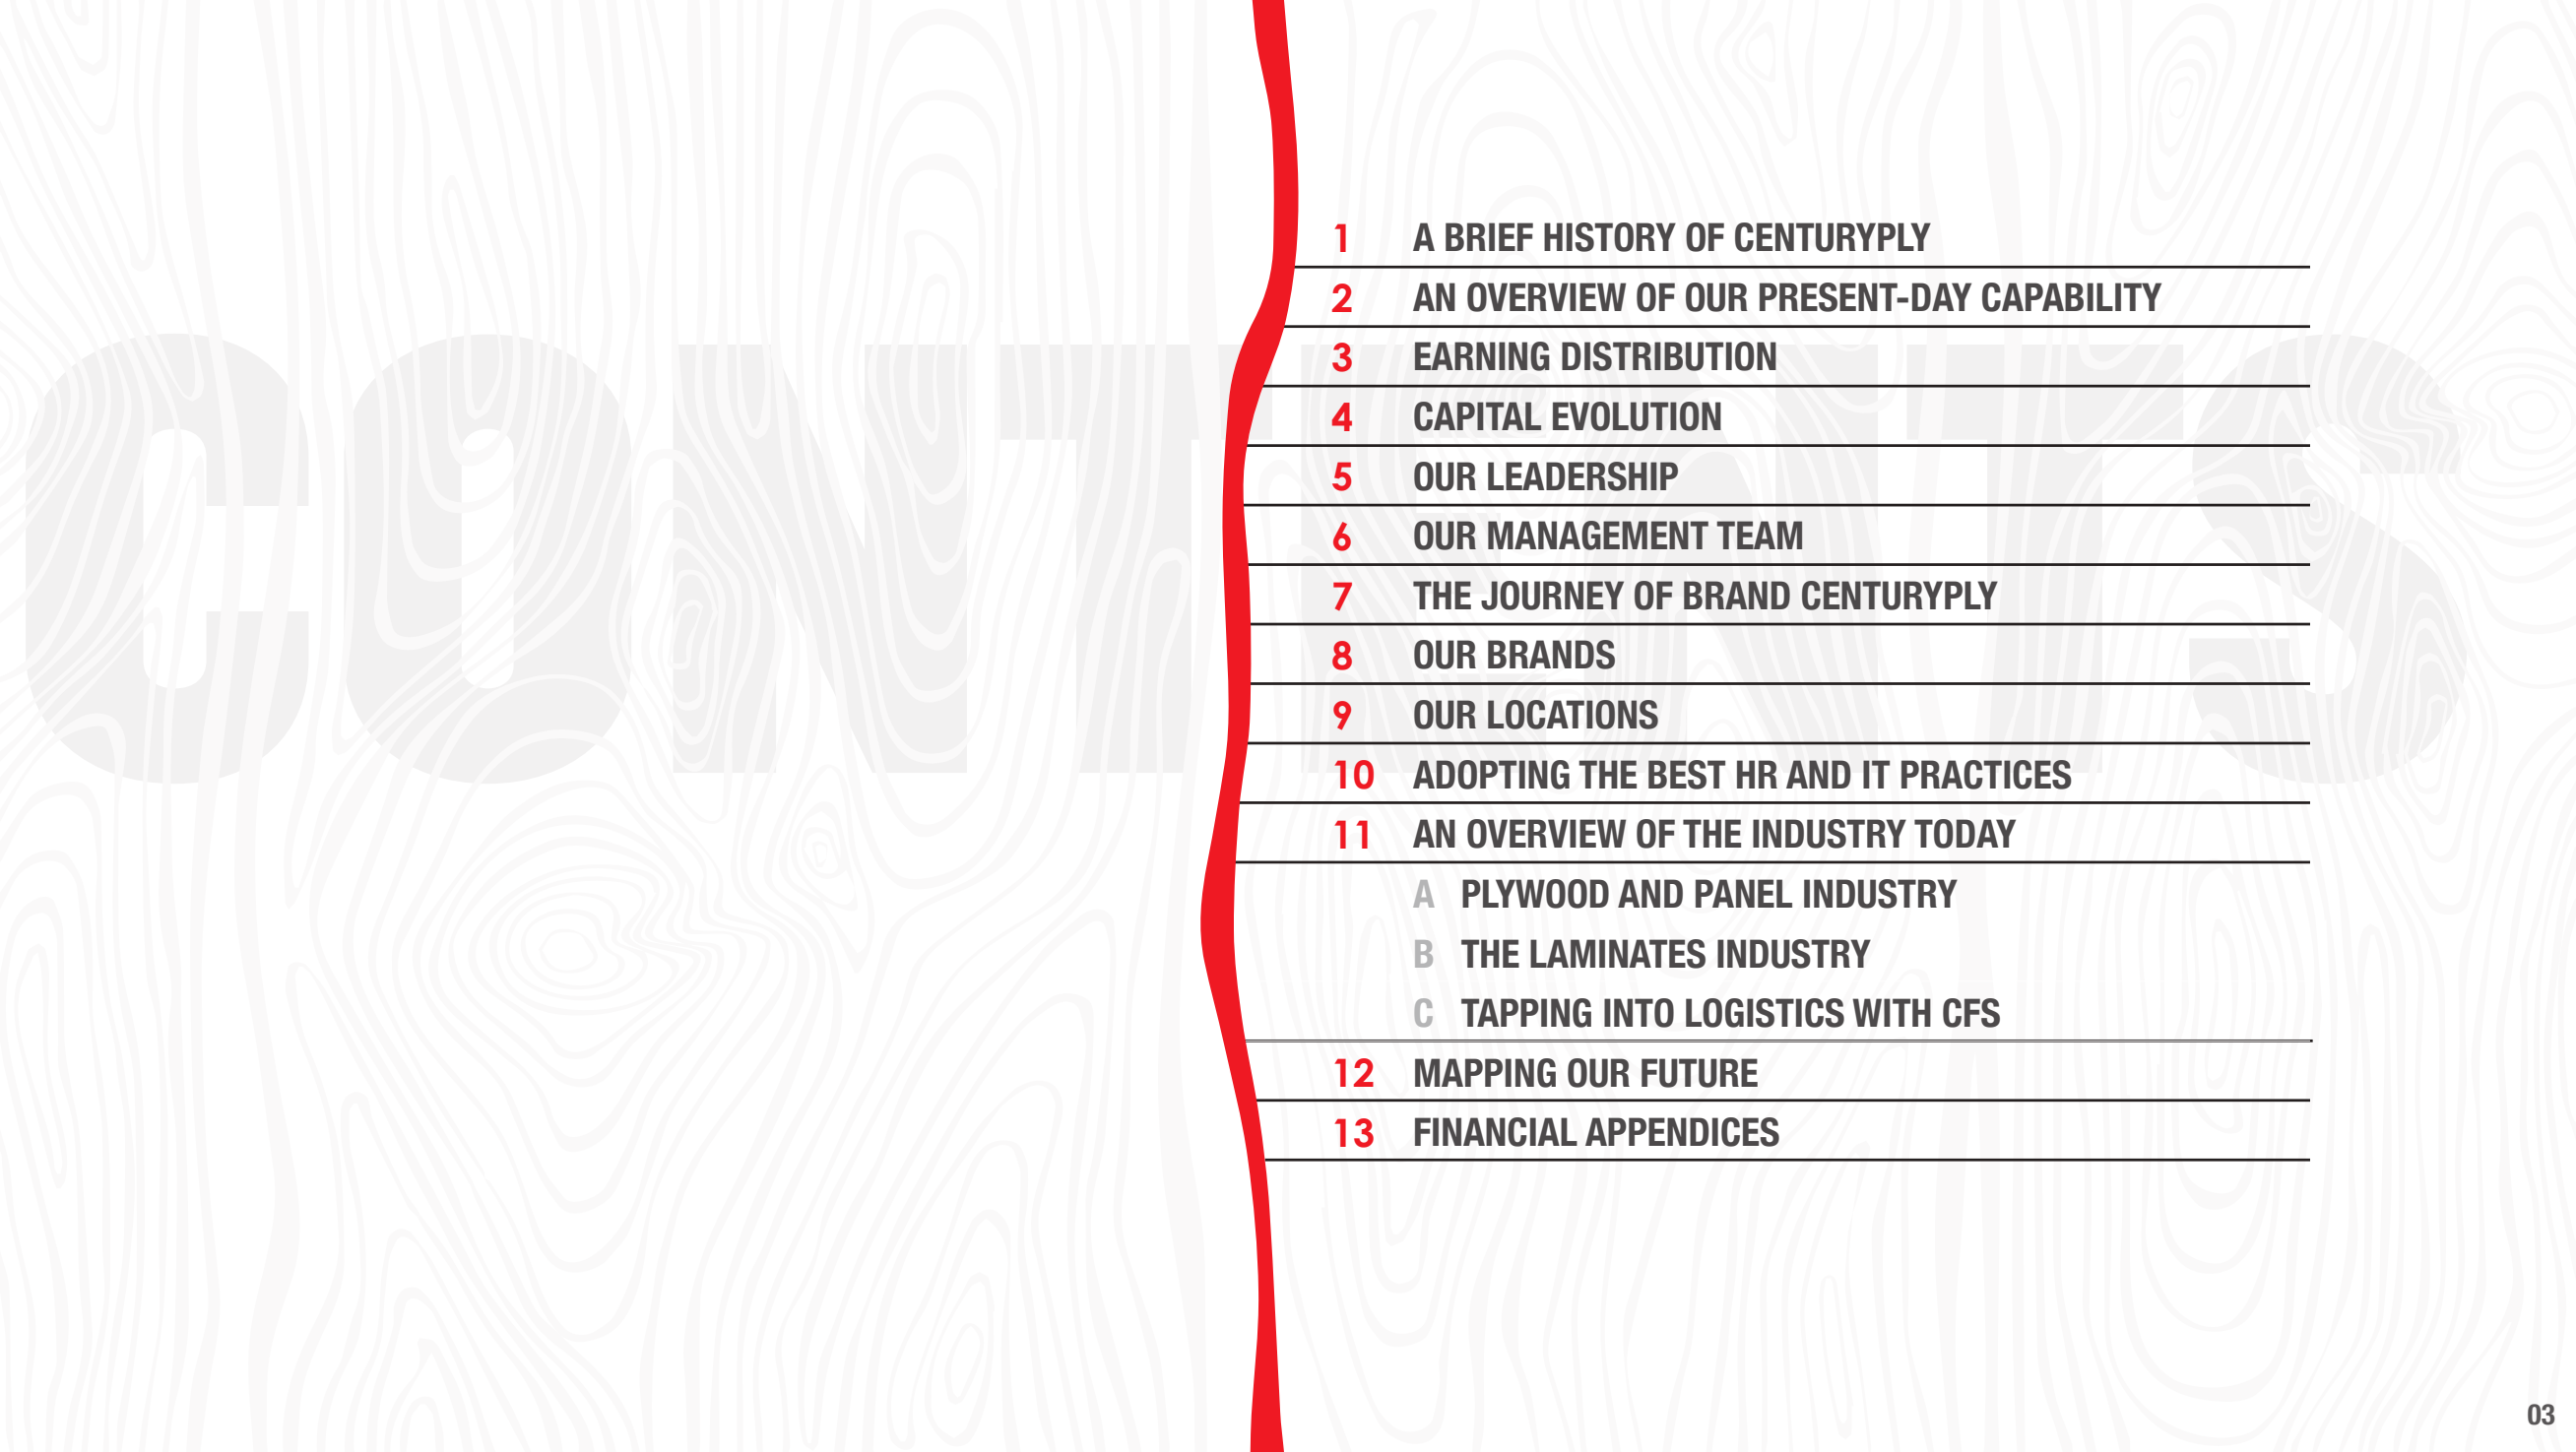 CONTENTS
1 A BRIEF HISTORY OF CENTURYPLY
2 AN OVERVIEW OF OUR PRESENT-DAY CAPABILITY
3 EARNING DISTRIBUTION
4 CAPITAL EVOLUTION
5 OUR LEADERSHIP
6 OUR MANAGEMENT TEAM
7 THE JOURNEY OF BRAND CENTURYPLY
8 OUR BRANDS
9 OUR LOCATIONS
10 ADOPTING THE BEST HR AND IT PRACTICES
11 AN OVERVIEW OF THE INDUSTRY TODAY
A PLYWOOD AND PANEL INDUSTRY
B THE LAMINATES INDUSTRY
C TAPPING INTO LOGISTICS WITH CFS
12 MAPPING OUR FUTURE
13 FINANCIAL APPENDICES
03